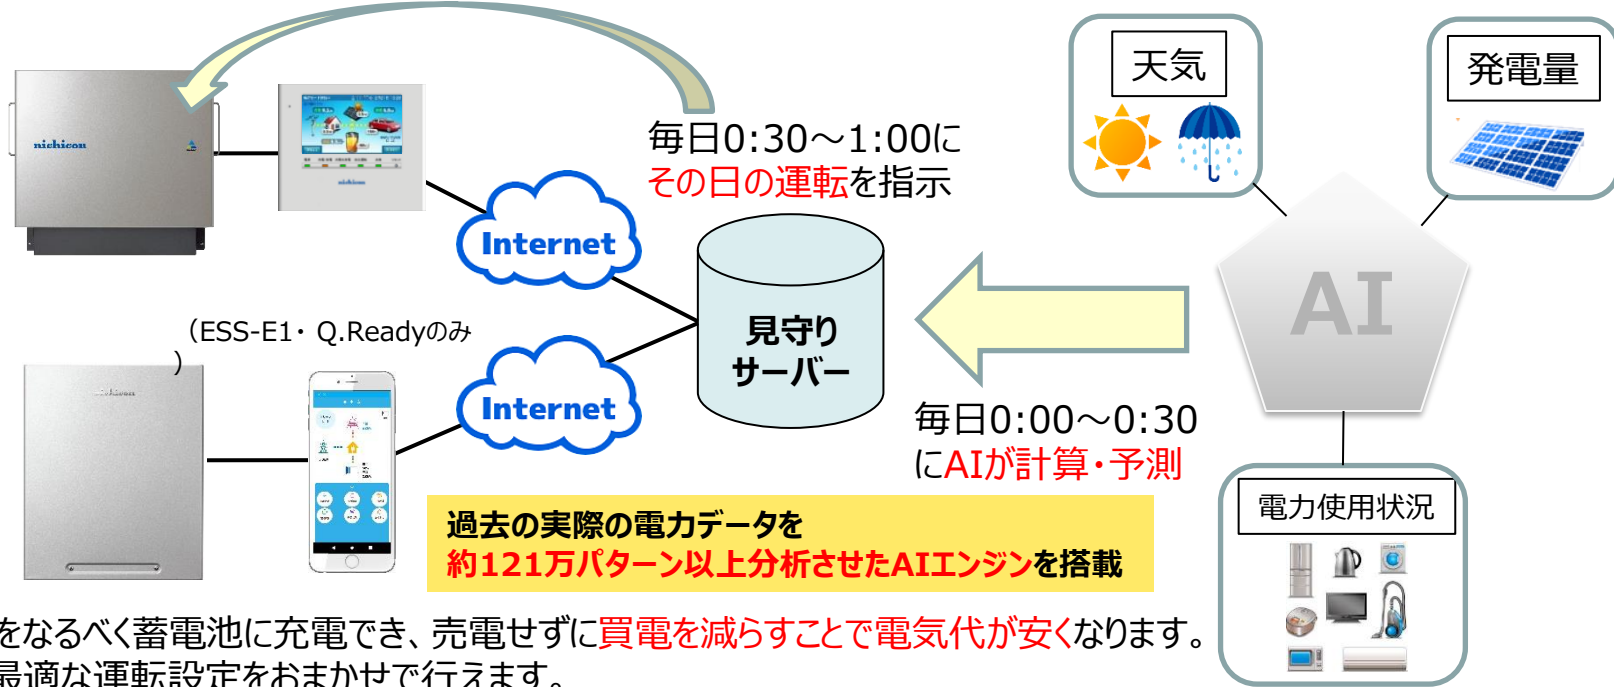 天気
発電量
nichicon
毎日0:30～1:00に
その日の運転を指示
nichicon
Internet
AI
（ESS-E1・ Q.Readyのみ
）
見守り
サーバー
nichicon
Internet
毎日0:00～0:30
にAIが計算・予測
電力使用状況
過去の実際の電力データを
約121万パターン以上分析させたAIエンジンを搭載
をなるべく蓄電池に充電でき、売電せずに買電を減らすことで電気代が安くなります。
最適な運転設定をおまかせで行えます。